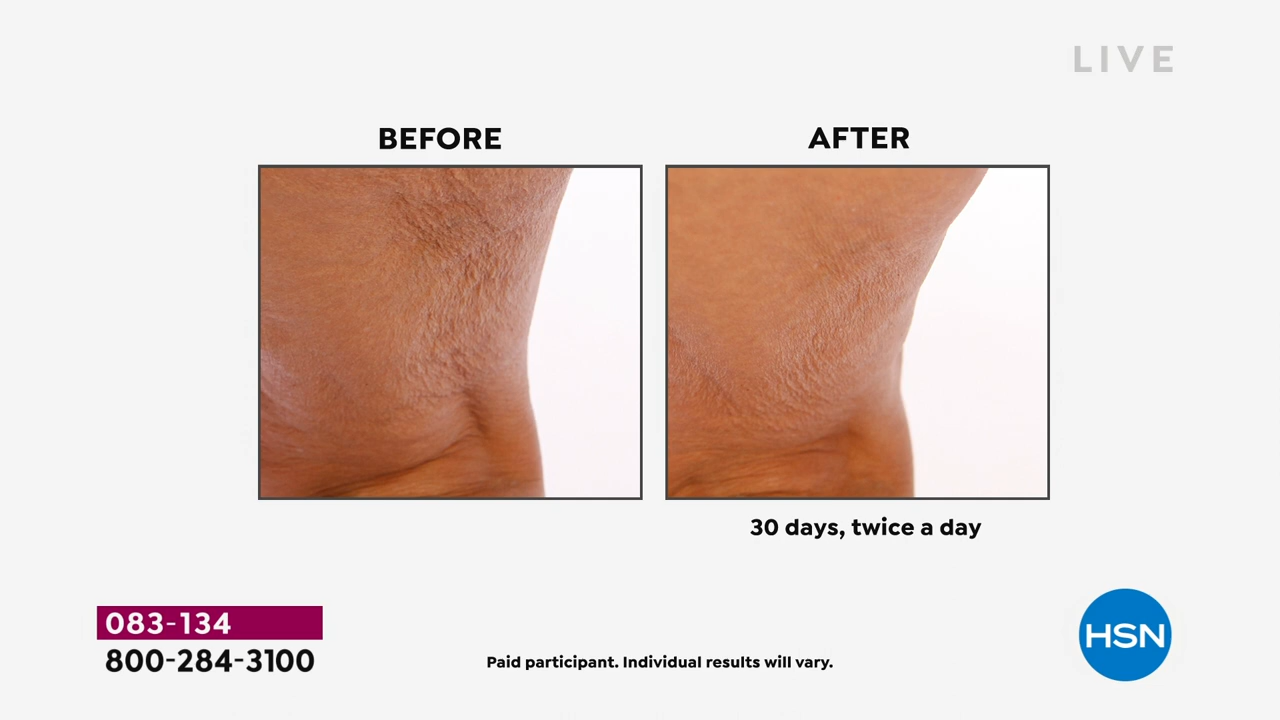 LIVE
BEFORE
AFTER
30 days, twice a day
083-134
800-284-3100
Paid participant. Individual results will vary.
HSN